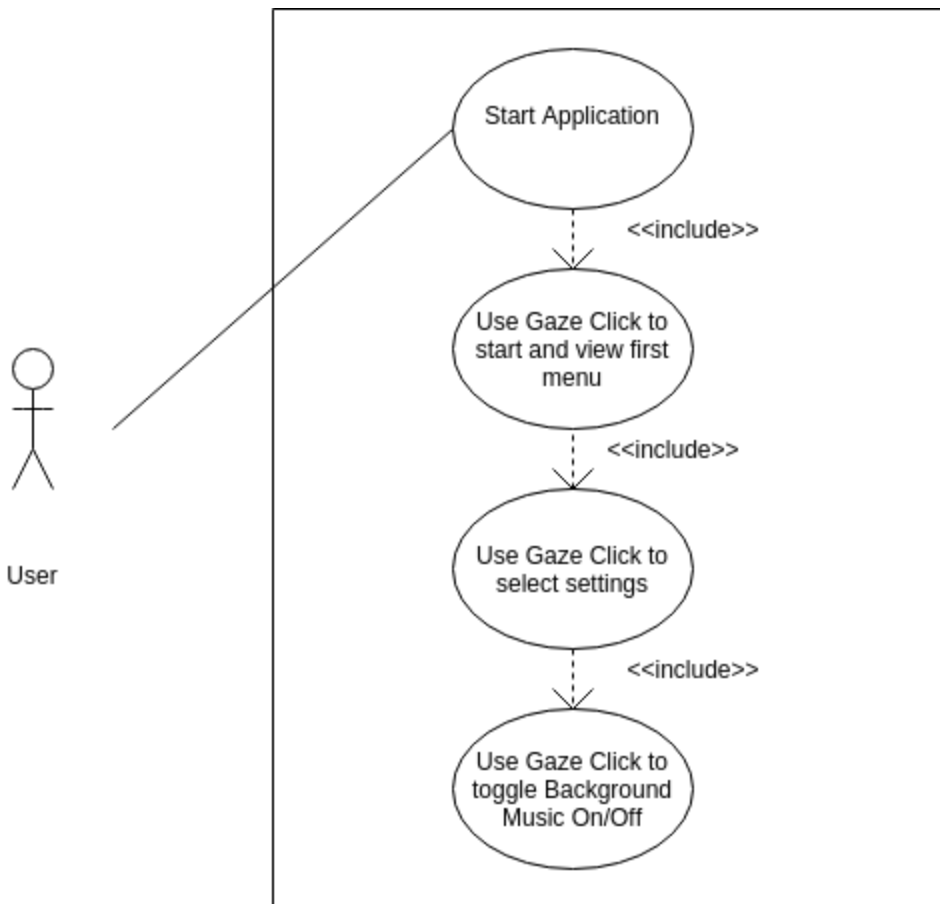 Start Application
<<include>>
Use Gaze Click to
start and view first
menu
<<include>>
Use Gaze Click to
select settings
User
<<include>>
Use Gaze Click to
toggle Background
Music On/Off